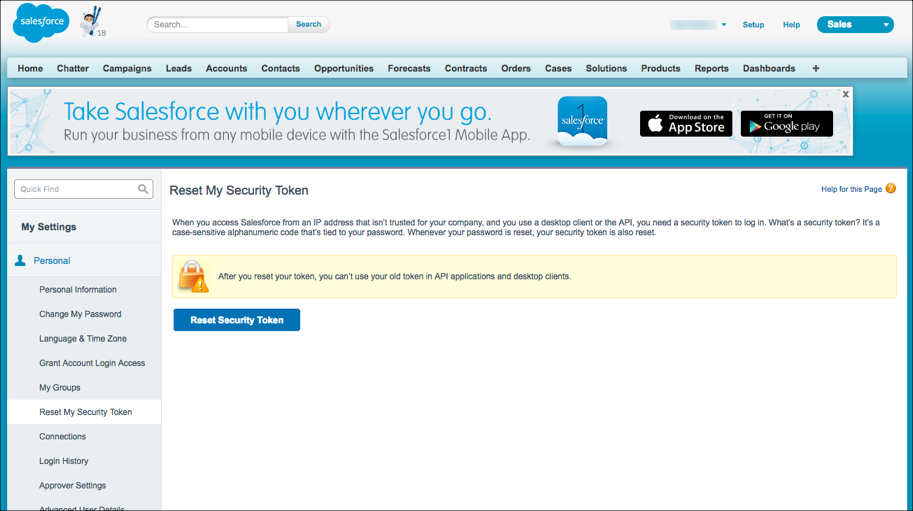 salesforce
18
Search...
Search
Setup
Help
Sales
Home
Chatter
Campaigns
Leads
Accounts
Contacts
Opportunities
Forecasts
Contracts
Orders
Cases
Solutions
Products
Reports
Dashboards
+
Take Salesforce with you wherever you go.
Run your business from any mobile device with the Salesforce1 Mobile App.
1
salesforce
Download on the
App Store
GET IT ON
Google play
X
Quick Find
My Settings
Personal
Personal Information
Change My Password
Language & Time Zone
Grant Account Login Access
My Groups
Reset My Security Token
Connections
Login History
Approver Settings
Advanced User Details
Reset My Security Token
Help for this Page ?
When you access Salesforce from an IP address that isn't trusted for your company, and you use a desktop client or the API, you need a security token to log in. What's a security token? It's a
case-sensitive alphanumeric code that's tied to your password. Whenever your password is reset, your security token is also reset.
After you reset your token, you can't use your old token in API applications and desktop clients.
Reset Security Token